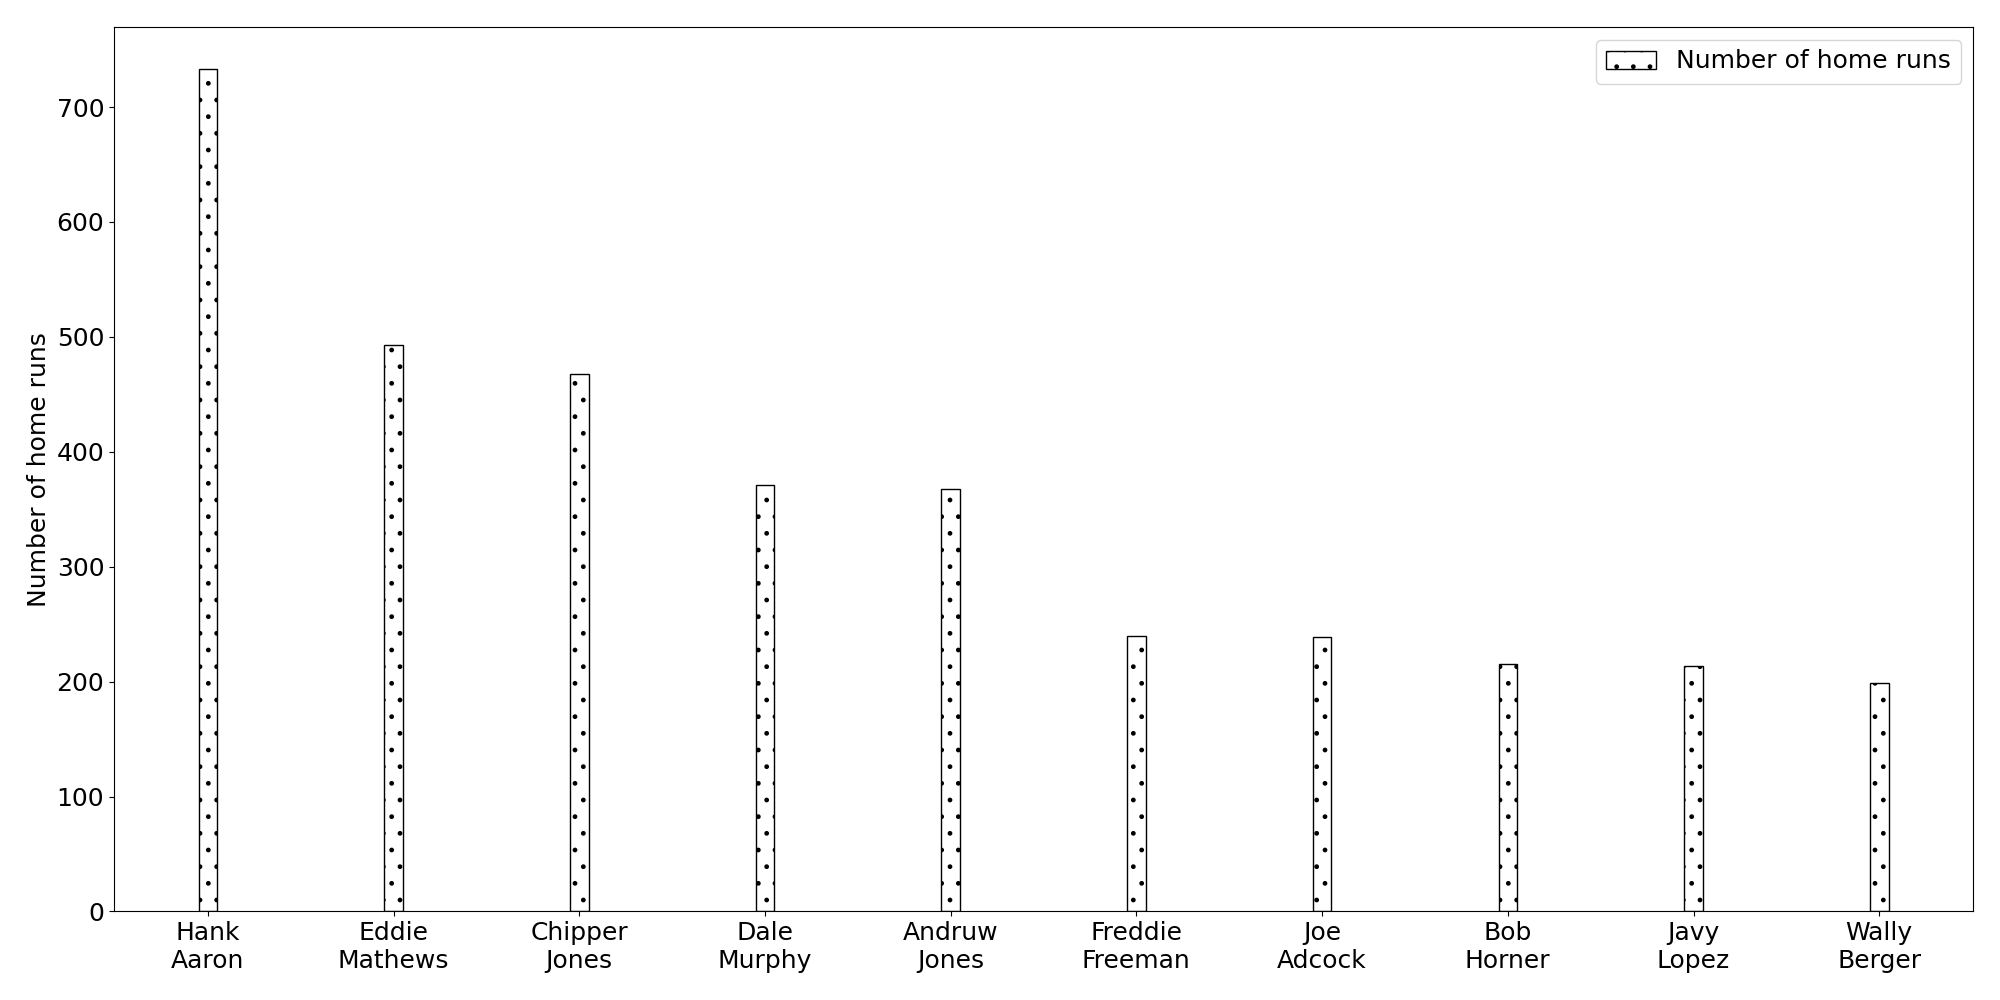 Number of home runs
700
600
500
400
300
200
100
0
Number of home runs
Hank
Aaron
Eddie
Mathews
Chipper
Jones
Dale
Murphy
Andruw
Jones
Freddie
Freeman
Joe
Adcock
Bob
Horner
Javy
Lopez
Wally
Berger